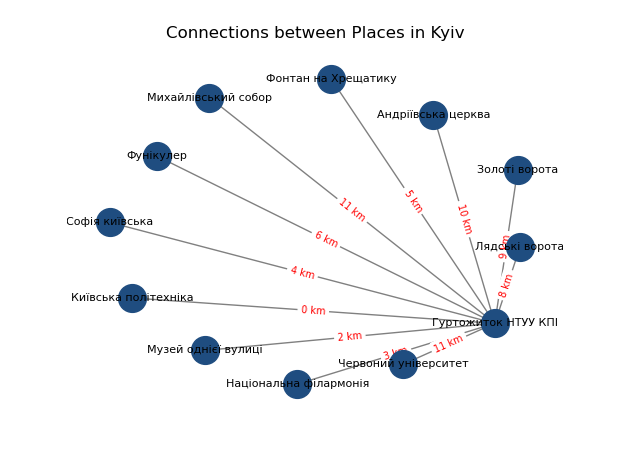 Connections between Places in Kyiv
Фонтан на Хрещатику
Михайлівський собор
Андріївська церква
Фунікулер
Золоті ворота
5 km
11 km
10 km
Софія київська
6 km
9 km
Лядські ворота
4 km
8 km
Київська політехніка
0 km
Гуртожиток НТУУ КПІ
2 km
11 km
Музей однієї вулиці
3 km
Червоний університет
Національна філармонія